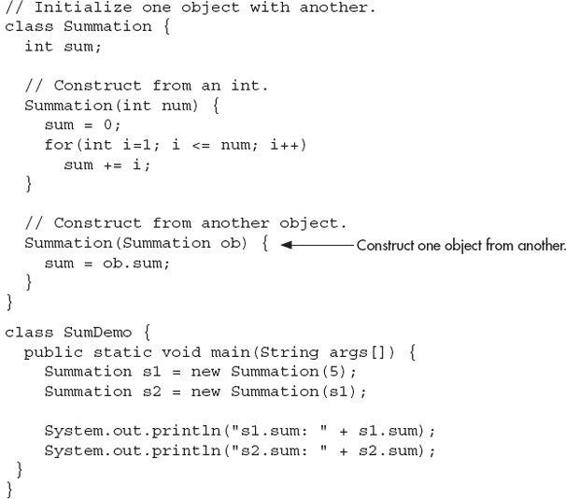 // Initialize one object with another.
class Summation {
  int sum;

  // Construct from an int.
  Summation(int num) {
    sum = 0;
    for(int i=1; i <= num; i++)
      sum += i;
  }

  // Construct from another object.
  Summation(Summation ob) { Construct one object from another.
    sum = ob.sum;
  }
}
class SumDemo {
  public static void main(String args[]) {
    Summation s1 = new Summation(5);
    Summation s2 = new Summation(s1);

    System.out.println("s1.sum: " + s1.sum);
    System.out.println("s2.sum: " + s2.sum);
  }
}